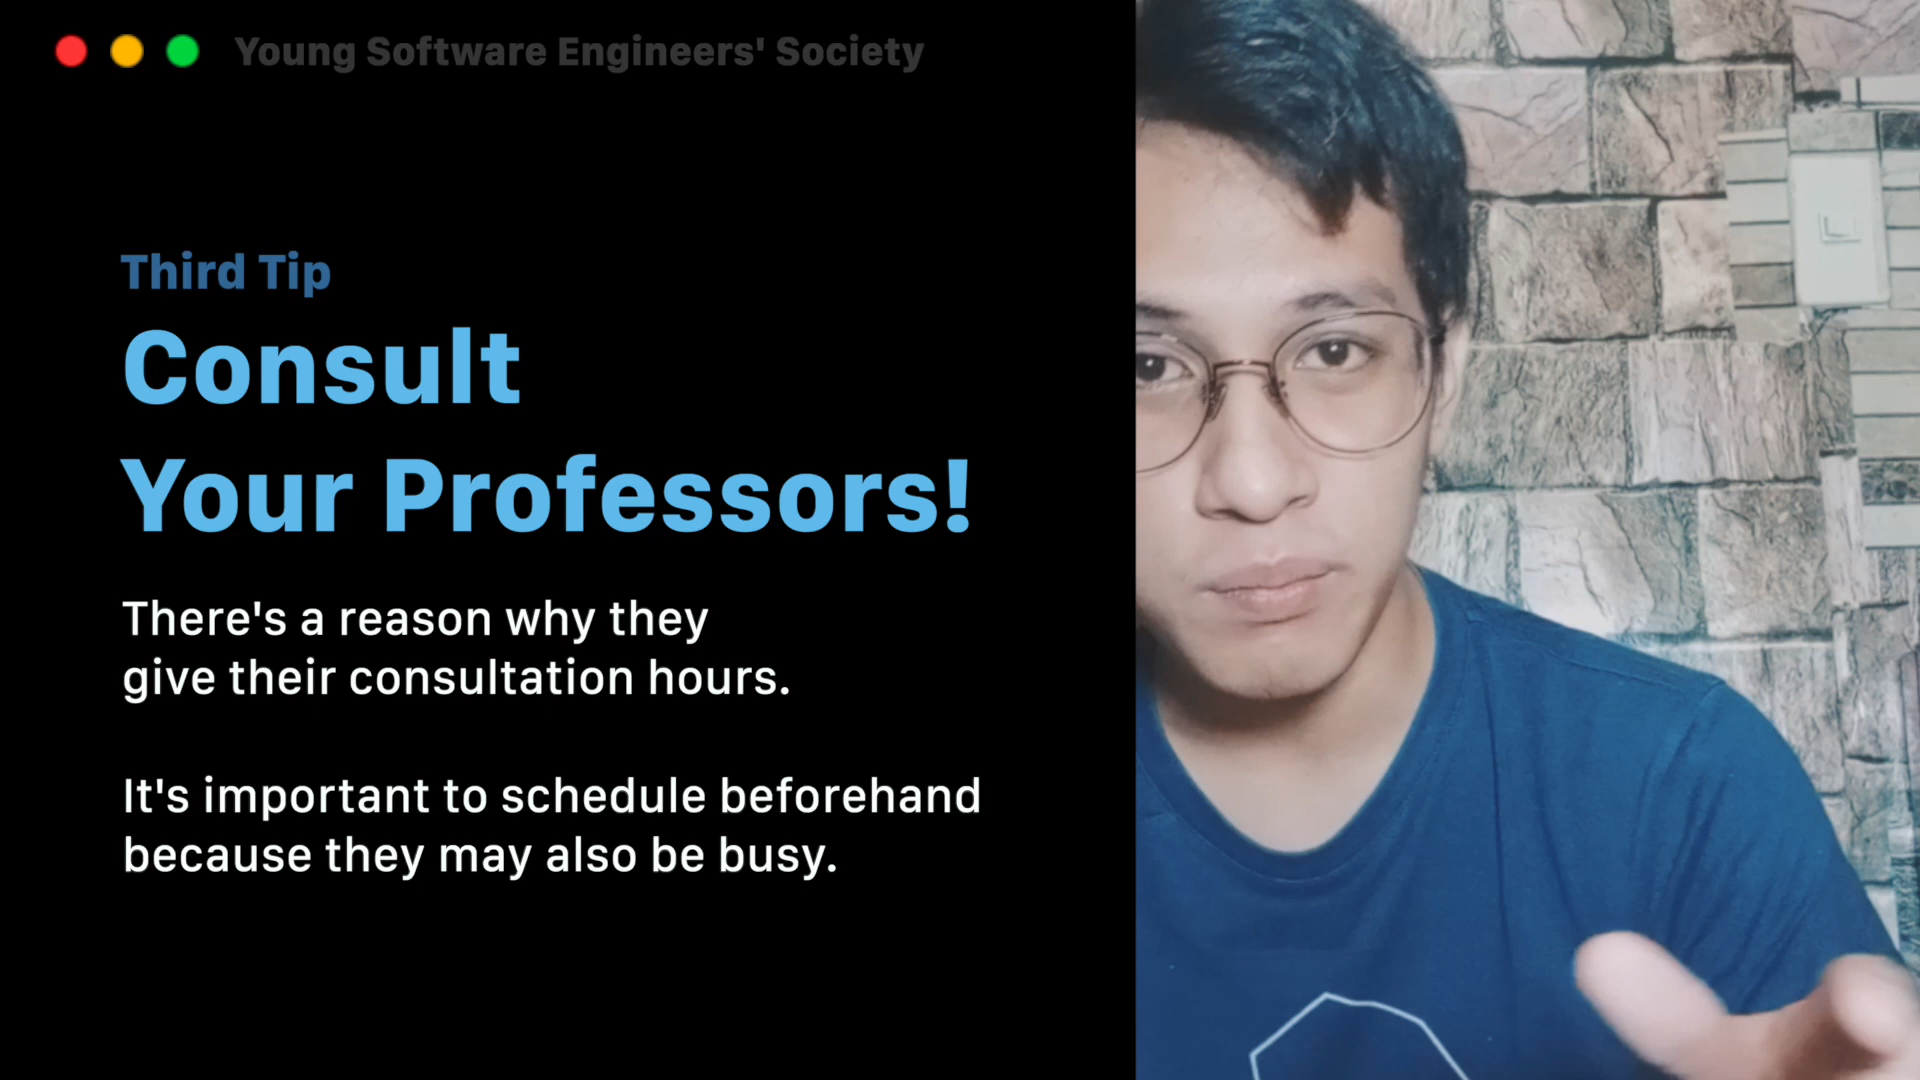 Young Software Engineers' Society
Third Tip
Consult
Your Professors!
There's a reason why they
give their consultation hours.
It's important to schedule beforehand
because they may also be busy.